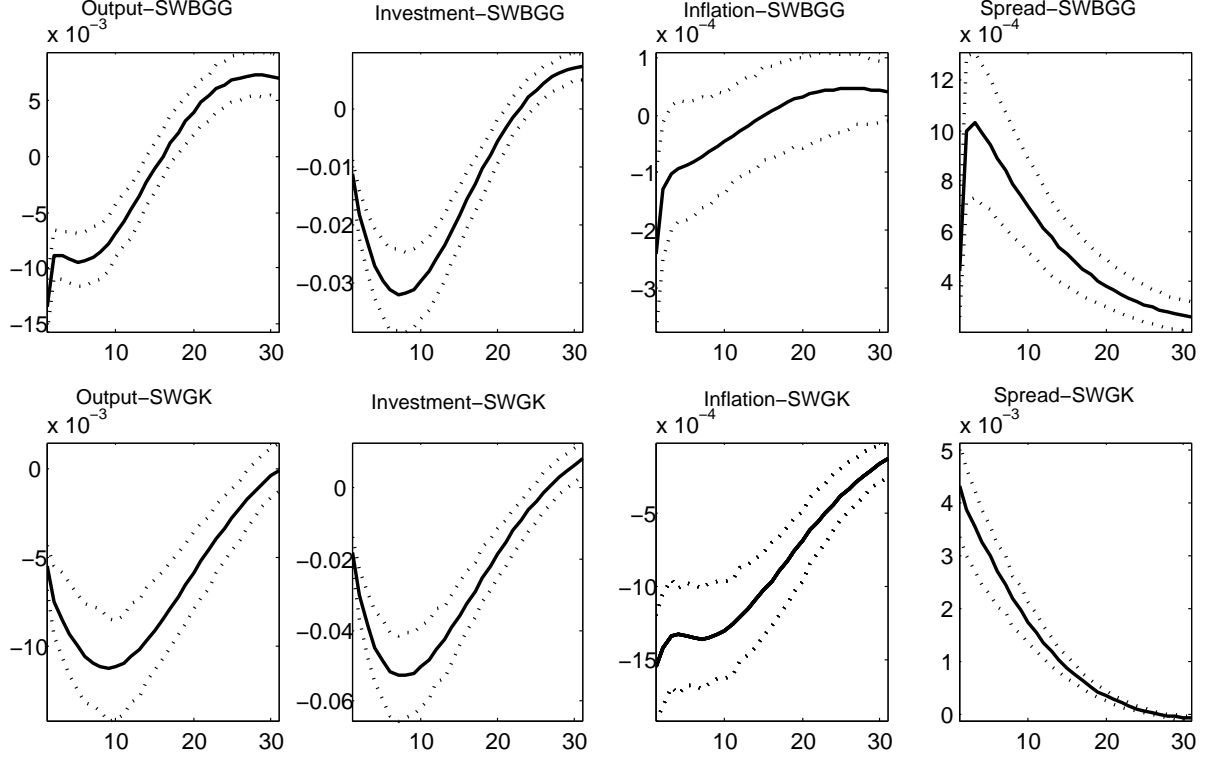 Output−SWBGG
x 10⁻³
5
0
−5
−10
−15
10 20 30
Investment−SWBGG
0
−0.01
−0.02
−0.03
10 20 30
Inflation−SWBGG
x 10⁻⁴
1
0
−1
−2
−3
10 20 30
Spread−SWBGG
x 10⁻⁴
12
10
8
6
4
10 20 30
Output−SWGK
x 10⁻³
0
−5
−10
10 20 30
Investment−SWGK
0
−0.02
−0.04
−0.06
10 20 30
Inflation−SWGK
x 10⁻⁴
−5
−10
−15
10 20 30
Spread−SWGK
x 10⁻³
5
4
3
2
1
0
10 20 30